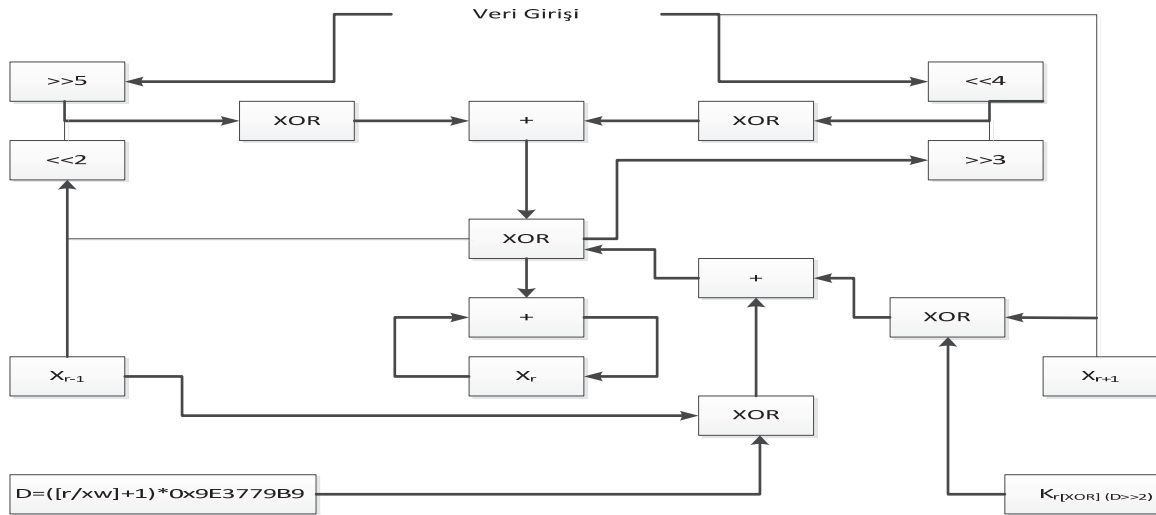 Veri Girişi
>>5
<<4
XOR
+
XOR
<<2
>>3
XOR
+
+
XOR
Xr-1
Xr
Xr+1
XOR
D=([r/xw]+1)*0x9E3779B9
Kr[XOR] (D>>2)